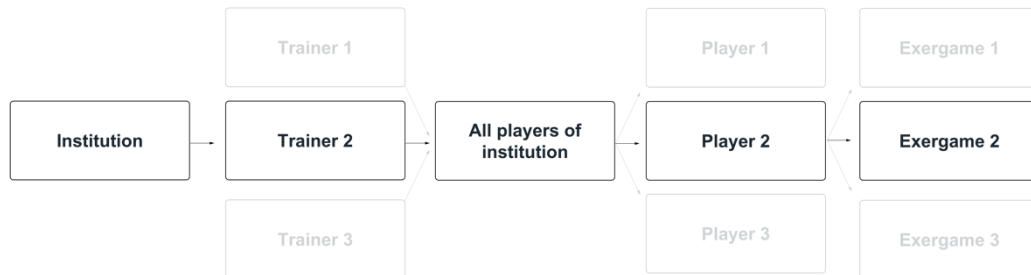 Trainer 1
Player 1
Exergame 1
Institution
Trainer 2
All players of
institution
Player 2
Exergame 2
Trainer 3
Player 3
Exergame 3